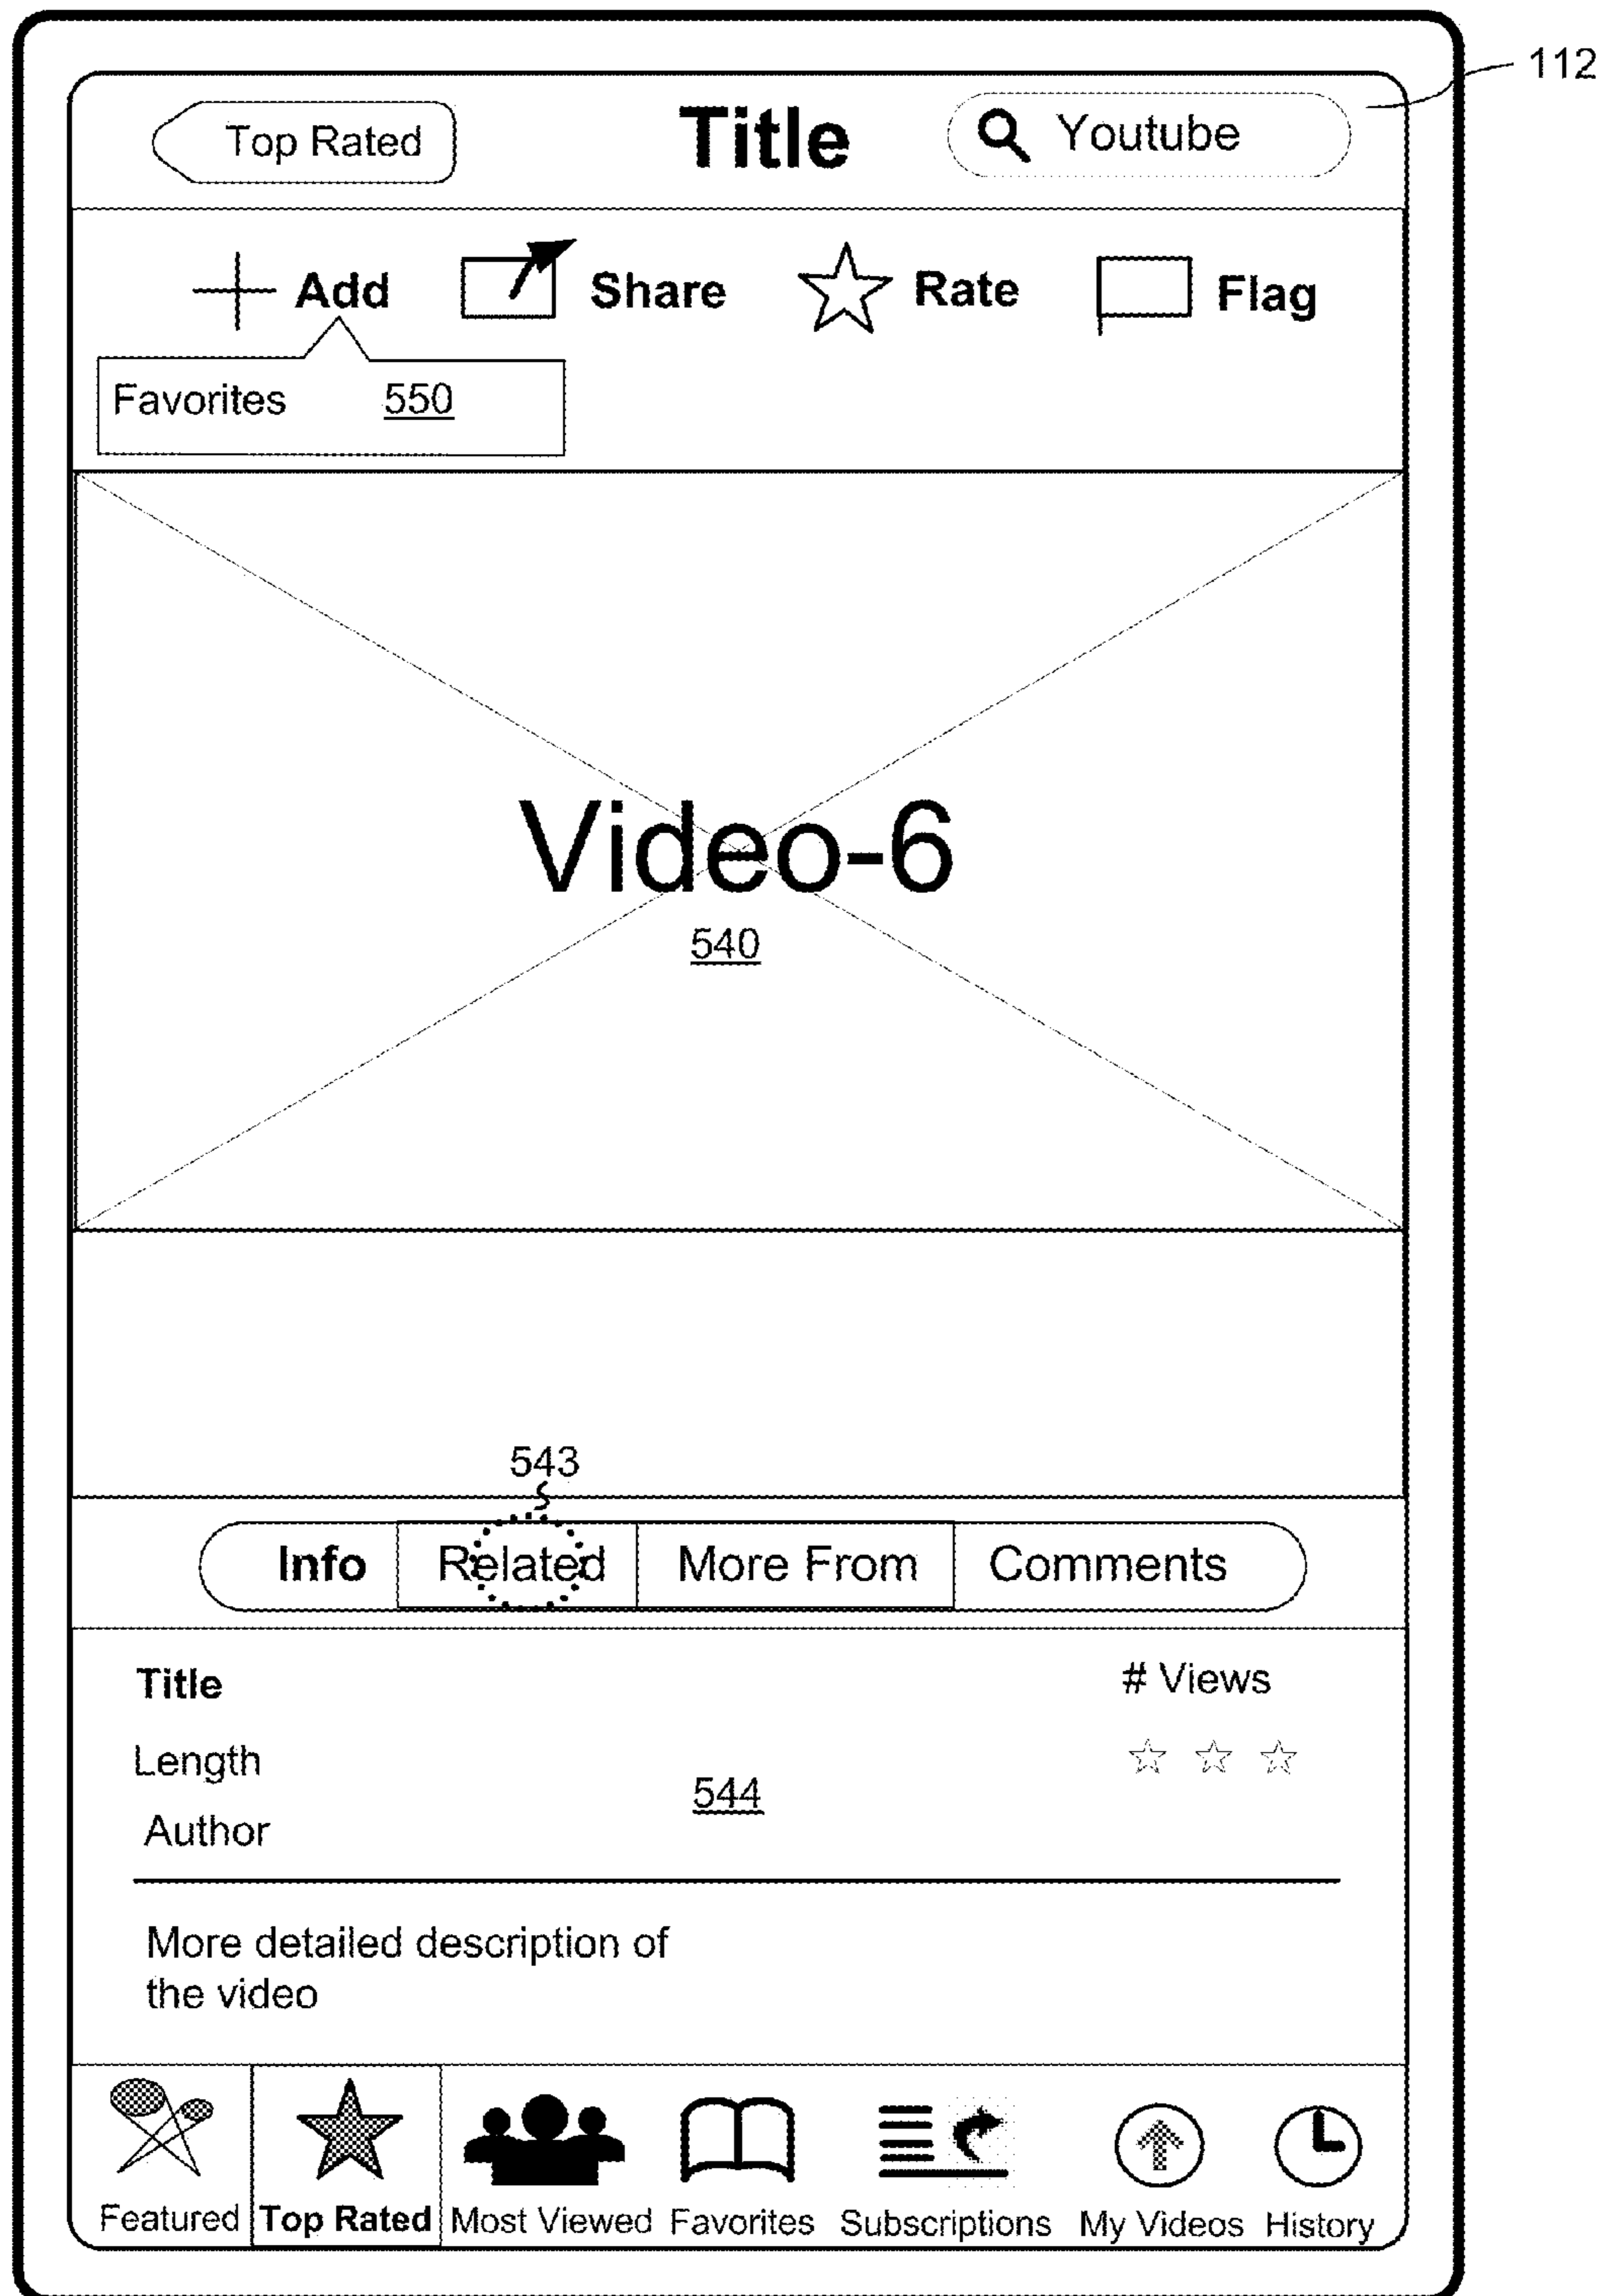 112
Top Rated
Title
Youtube
Add
Share
Rate
Flag
Favorites 550
Video-6
540
543
Info
Related
More From
Comments
Title
# Views
Length
544
Author
More detailed description of
the video
Featured
Top Rated
Most Viewed
Favorites
Subscriptions
My Videos
History